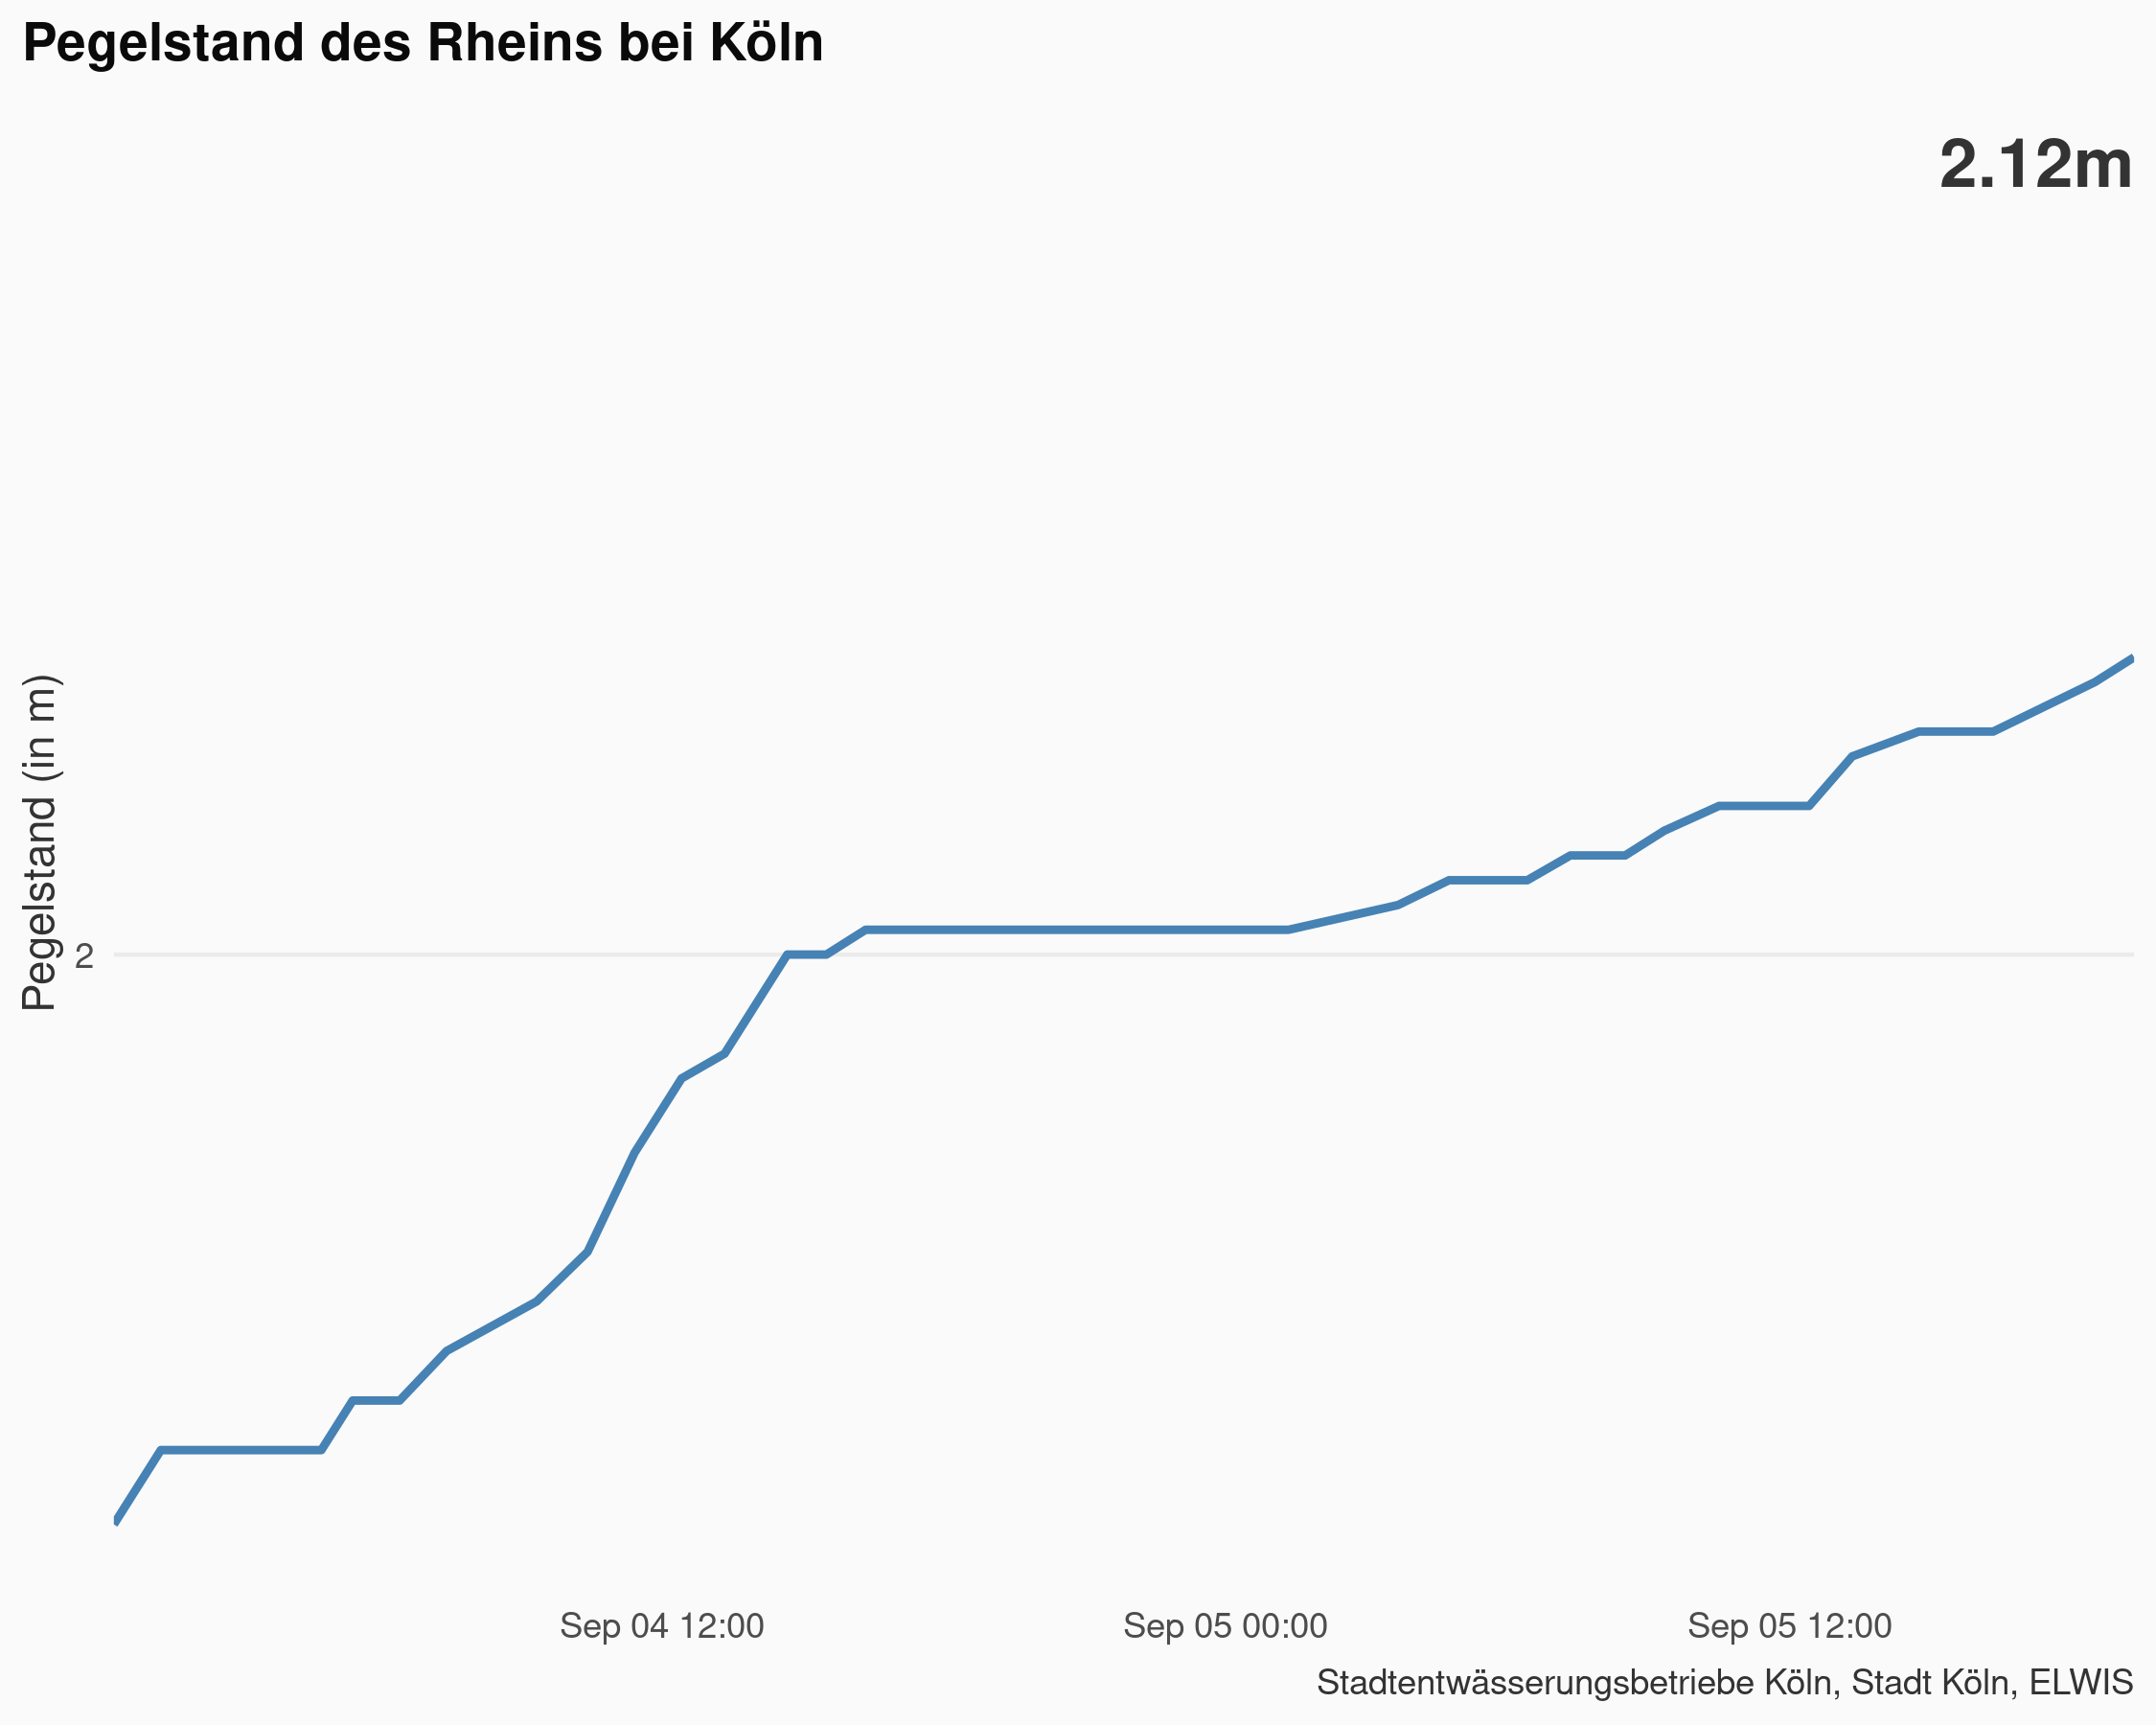 Pegelstand des Rheins bei Köln
2.12m
Pegelstand (in m)
2
Sep 04 12:00
Sep 05 00:00
Sep 05 12:00
Stadtentwässerungsbetriebe Köln, Stadt Köln, ELWIS